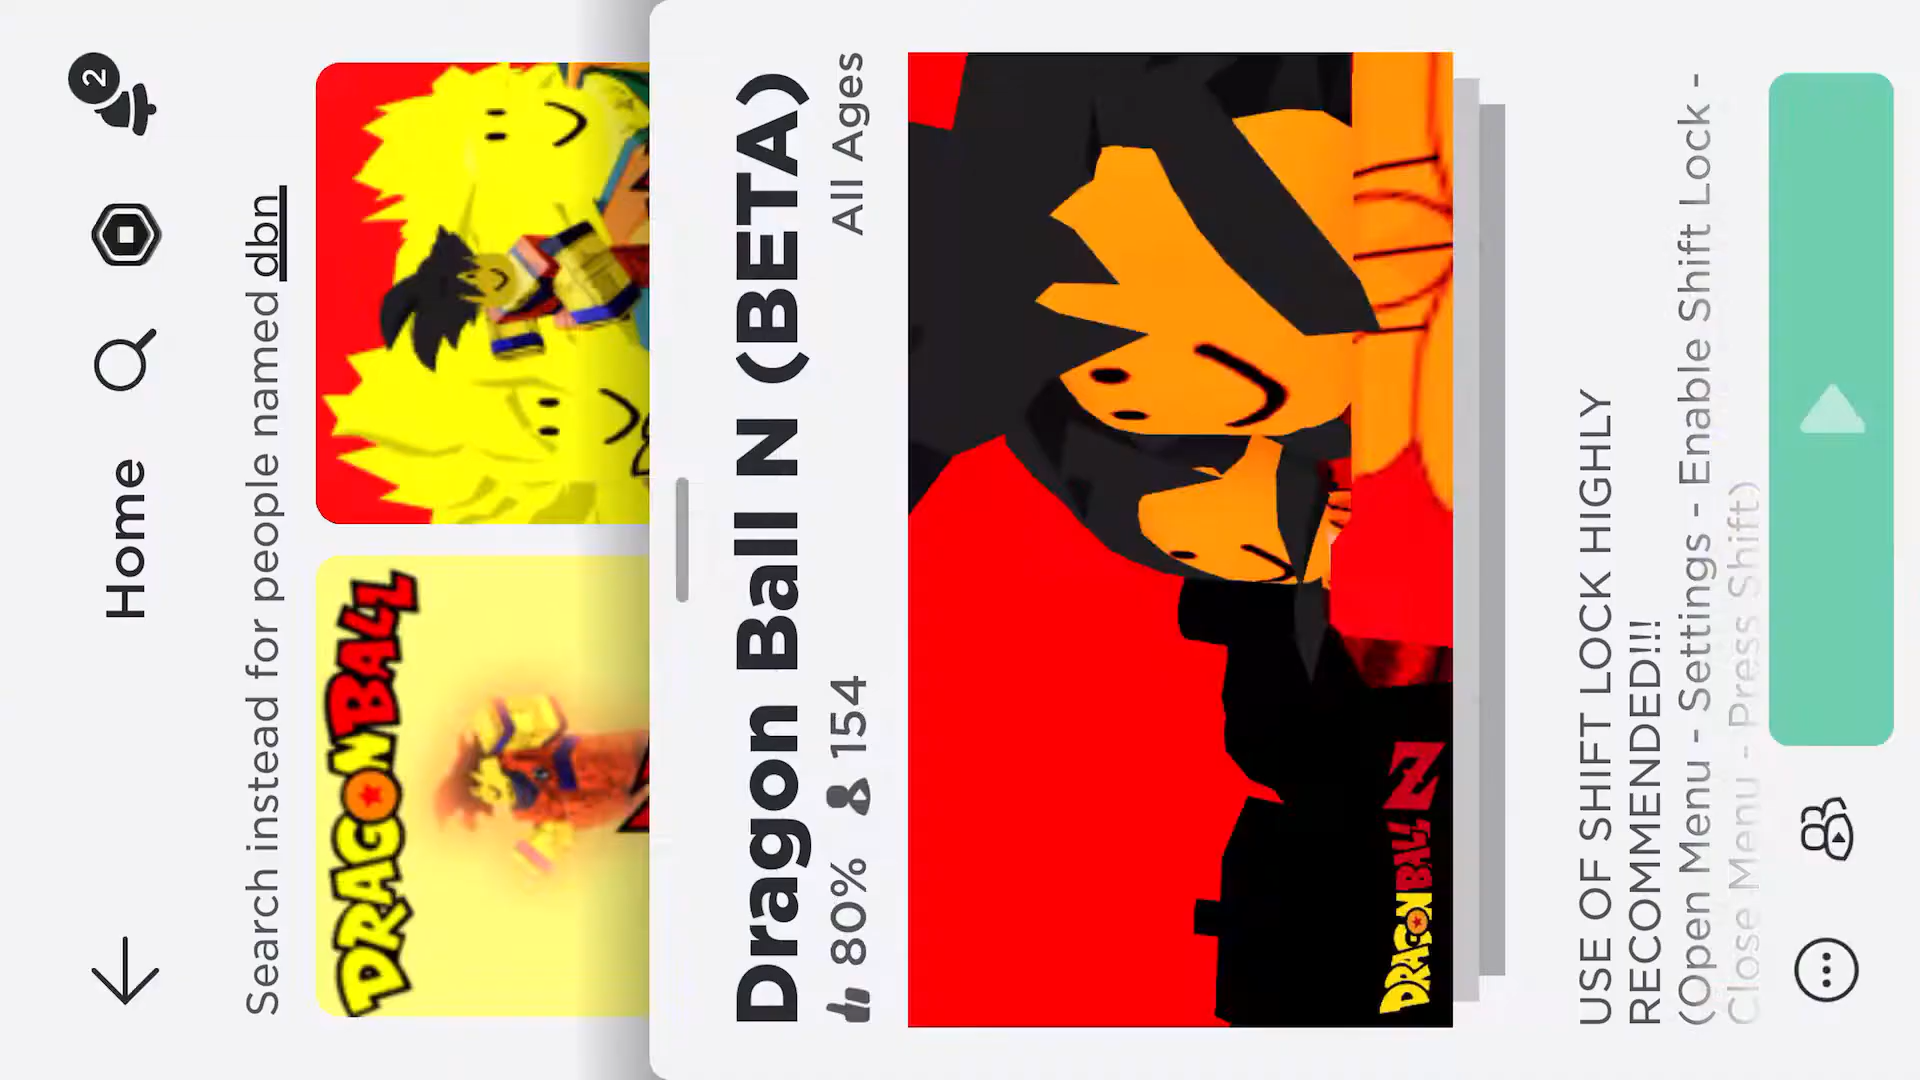 2
Home
Search instead for people named dbn
DRAGONBALL
Dragon Ball N (BETA)
80% 154 All Ages
DRAGONBALL Z
USE OF SHIFT LOCK HIGHLY
RECOMMENDED!!!
(Open Menu - Settings - Enable Shift Lock -
Close Menu - Press Shift)